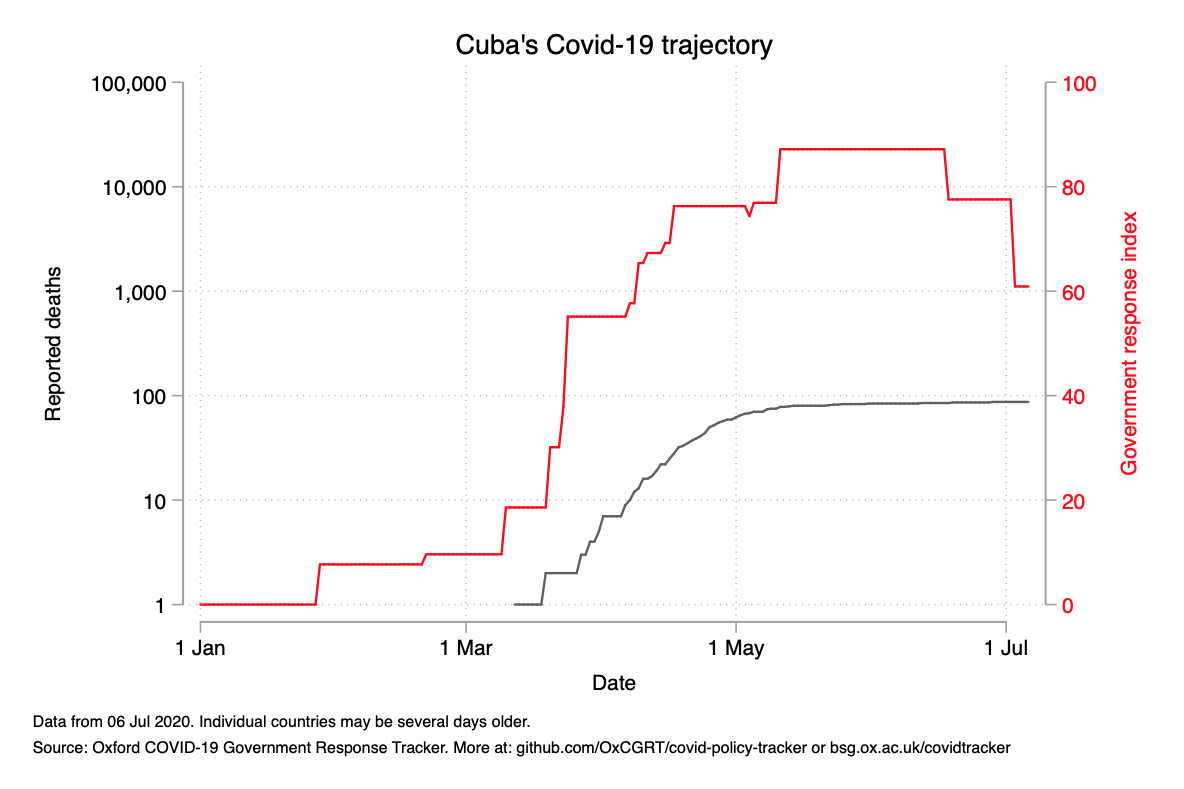 Cuba's Covid-19 trajectory
100,000
10,000
1,000
100
10
1
Reported deaths
100
80
60
40
20
0
Government response index
1 Jan
1 Mar
1 May
1 Jul
Date
Data from 06 Jul 2020. Individual countries may be several days older.
Source: Oxford COVID-19 Government Response Tracker. More at: github.com/OxCGRT/covid-policy-tracker or bsg.ox.ac.uk/covidtracker